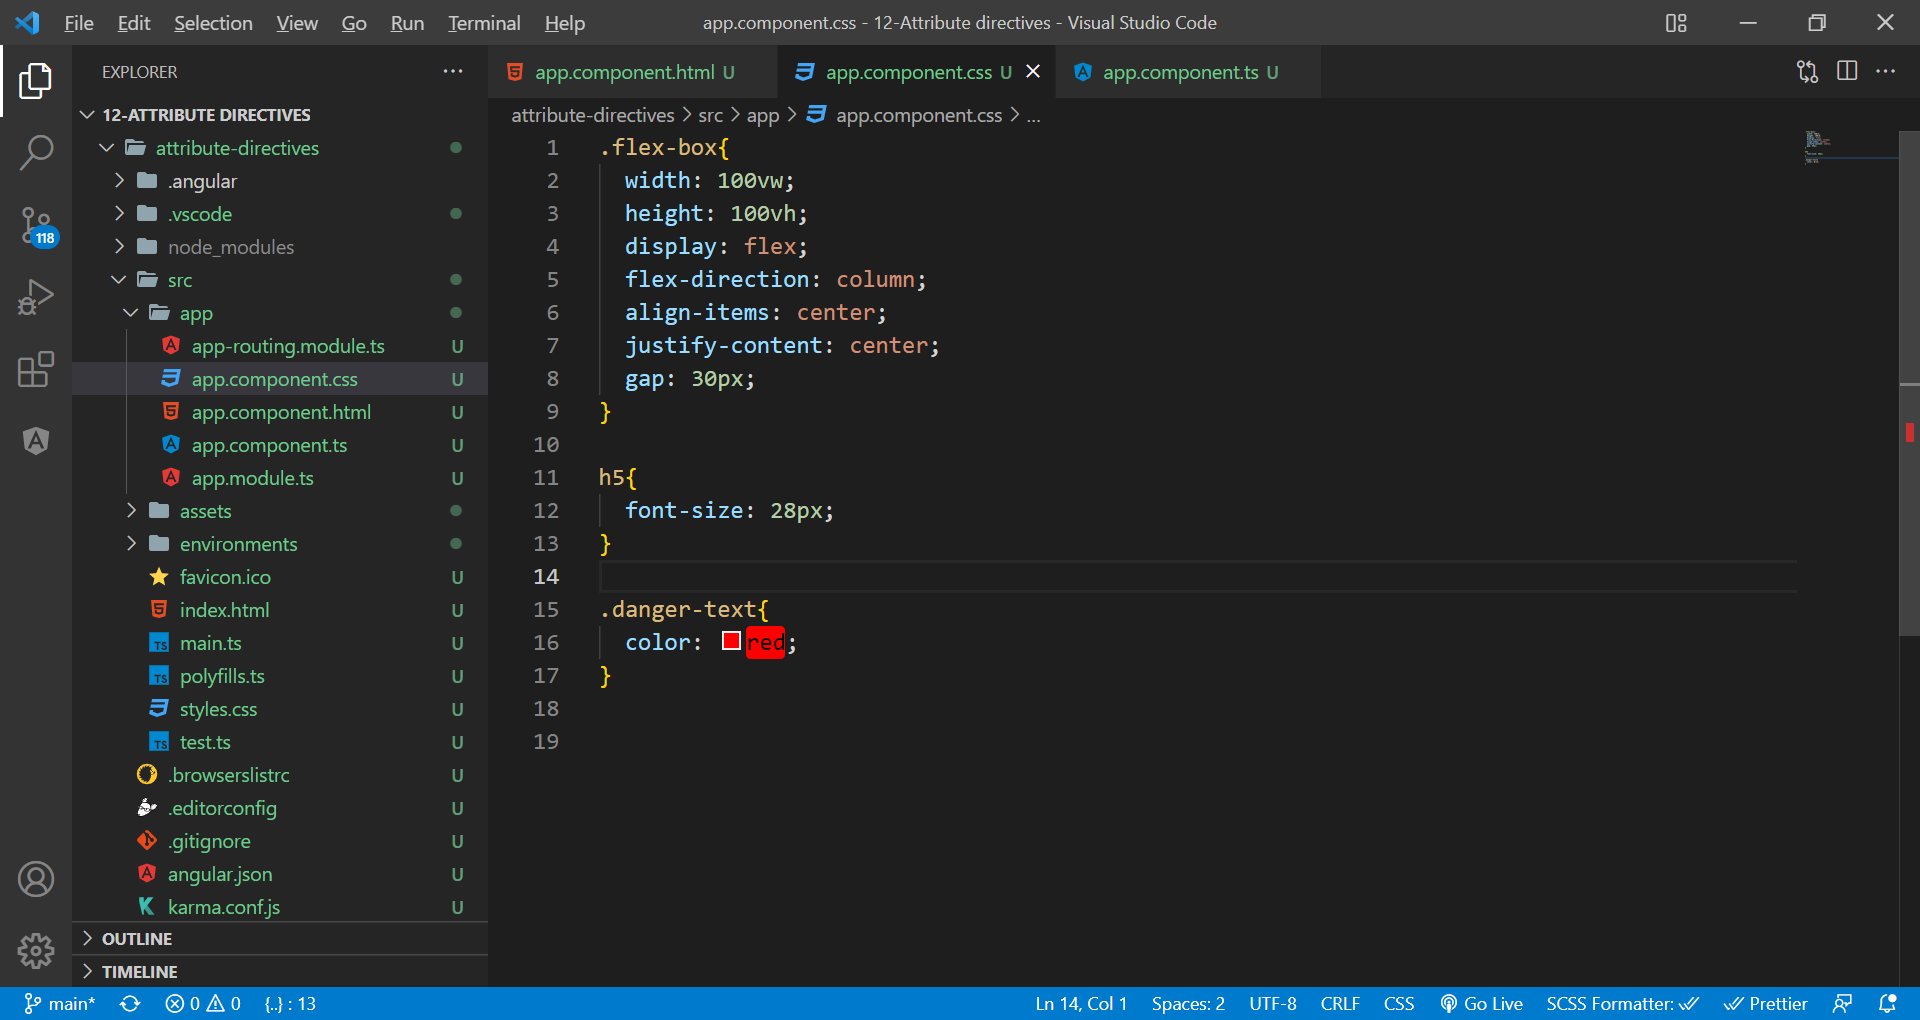 File Edit Selection View Go Run Terminal Help
app.component.css - 12-Attribute directives - Visual Studio Code
EXPLORER
12-ATTRIBUTE DIRECTIVES
attribute-directives
.angular
.vscode
node_modules
src
app
app-routing.module.ts U
app.component.css U
app.component.html U
app.component.ts U
app.module.ts U
assets
environments
favicon.ico U
index.html U
main.ts U
polyfills.ts U
styles.css U
test.ts U
.browserslistrc U
.editorconfig U
.gitignore U
angular.json U
karma.conf.js U
OUTLINE
TIMELINE
118
app.component.html U
app.component.css U
app.component.ts U
attribute-directives > src > app > app.component.css > ...
1 .flex-box{
2 width: 100vw;
3 height: 100vh;
4 display: flex;
5 flex-direction: column;
6 align-items: center;
7 justify-content: center;
8 gap: 30px;
9 }
10
11 h5{
12 font-size: 28px;
13 }
14
15 .danger-text{
16 color: red;
17 }
18
19
main* 0 0 {..} : 13
Ln 14, Col 1 Spaces: 2 UTF-8 CRLF CSS Go Live SCSS Formatter: Prettier